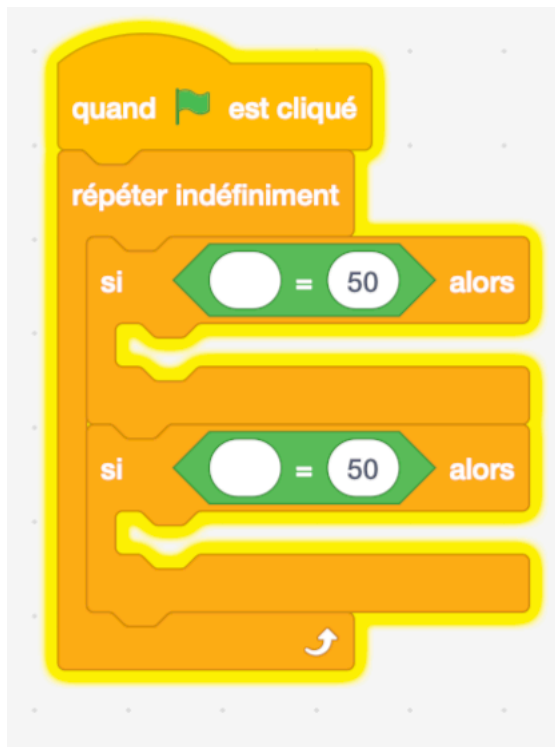 quand est cliqué
répéter indéfiniment
si = 50 alors
si = 50 alors